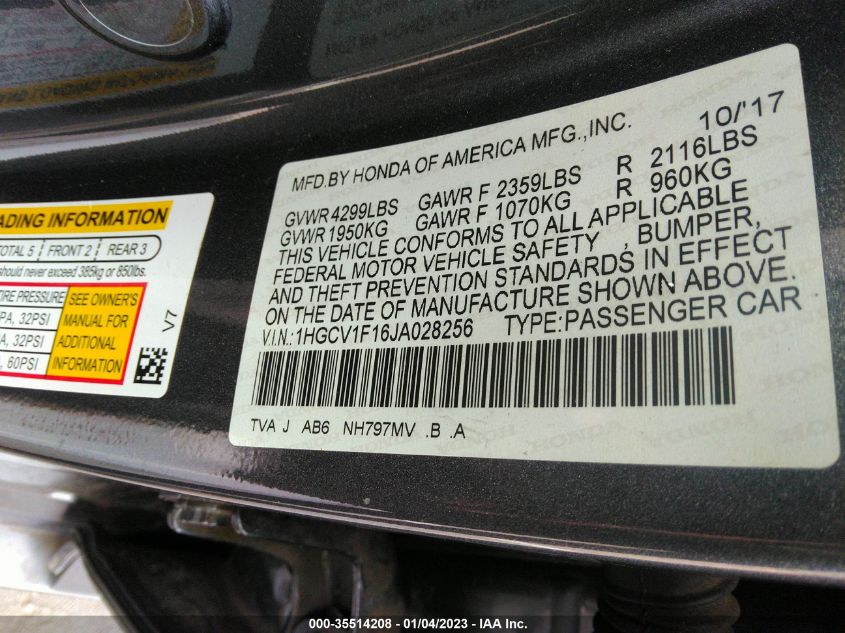 MFD.BY HONDA OF AMERICA MFG.,INC. 10/'17
GVWR 4299LBS GAWR F 2359LBS R 2116LBS
GVWR 1950KG GAWR F 1070KG R 960KG
THIS VEHICLE CONFORMS TO ALL APPLICABLE
FEDERAL MOTOR VEHICLE SAFETY , BUMPER,
AND THEFT PREVENTION STANDARDS IN EFFECT
ON THE DATE OF MANUFACTURE SHOWN ABOVE.
V.I.N.:1HGCV1F16JA028256 TYPE:PASSENGER CAR
TVA J AB6 NH797MV .B .A
ADING INFORMATION
TOTAL 5 FRONT 2 REAR 3
should never exceed 385kg or 850lbs.
TIRE PRESSURE
PA, 32PSI
A, 32PSI
, 60PSI
SEE OWNER'S
MANUAL FOR
ADDITIONAL
INFORMATION
V7
000-35514208 - 01/04/2023 - IAA Inc.